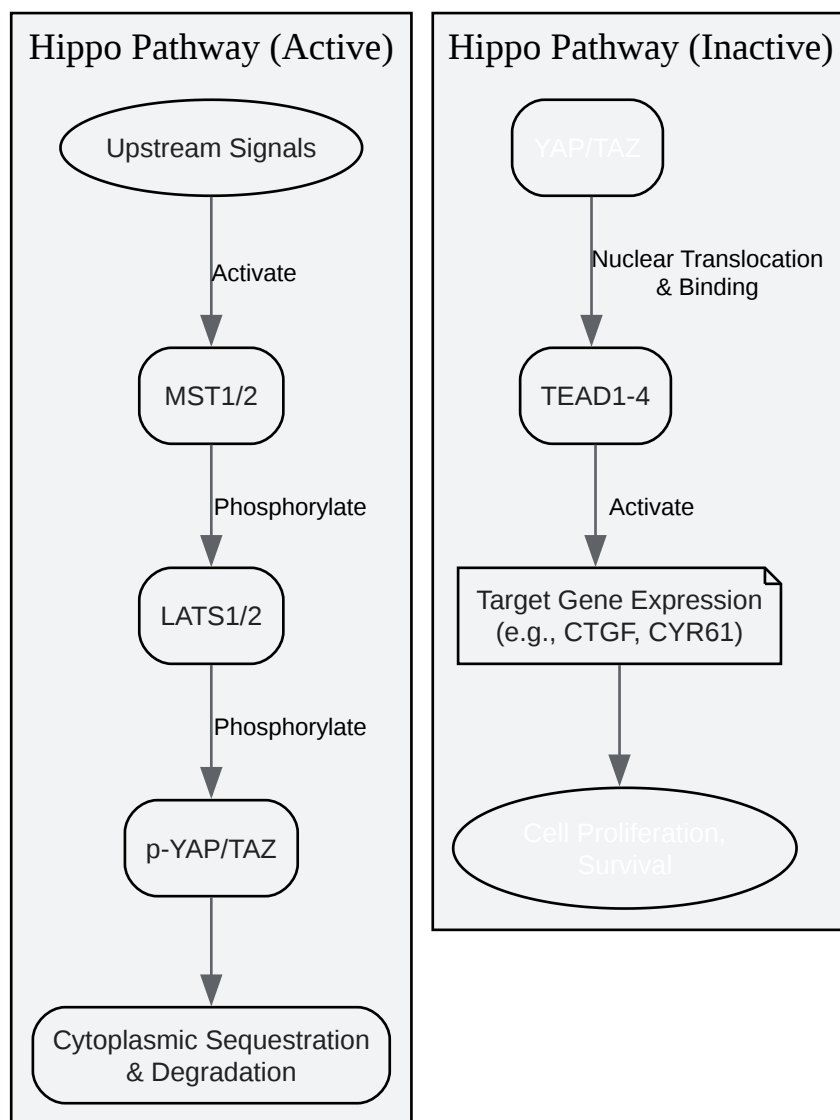 Hippo Pathway (Active)
Upstream Signals
Activate
MST1/2
Phosphorylate
LATS1/2
Phosphorylate
p-YAP/TAZ
Cytoplasmic Sequestration
& Degradation
Hippo Pathway (Inactive)
YAP/TAZ
Nuclear Translocation
& Binding
TEAD1-4
Activate
Target Gene Expression
(e.g., CTGF, CYR61)
Cell Proliferation,
Survival